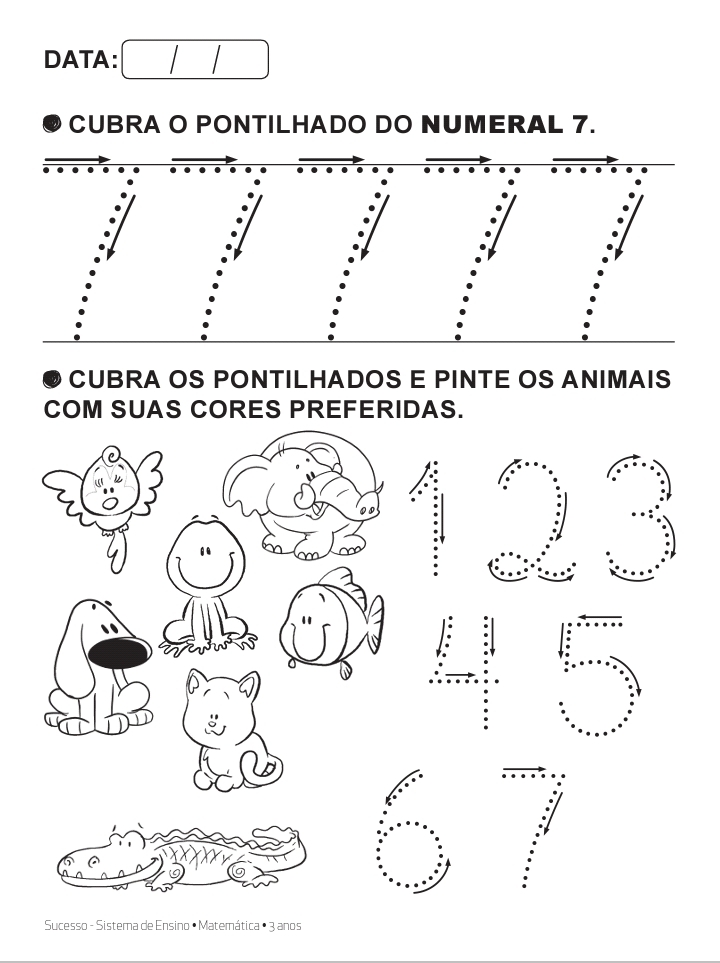 DATA: / /
CUBRA O PONTILHADO DO NUMERAL 7.
7 7 7 7 7
CUBRA OS PONTILHADOS E PINTE OS ANIMAIS
COM SUAS CORES PREFERIDAS.
1 2 3
4 5
6 7
Sucesso - Sistema de Ensino • Matemática • 3 anos